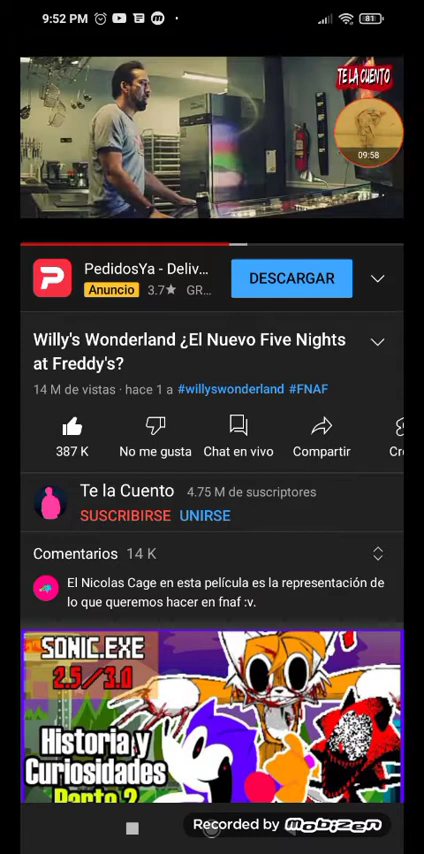 9:52 PM
81
TE LA CUENTO
09:58
PedidosYa - Deliv...
DESCARGAR
Anuncio 3.7★ GR...
Willy's Wonderland ¿El Nuevo Five Nights
at Freddy's?
14 M de vistas · hace 1 a #willyswonderland #FNAF
387 K
No me gusta
Chat en vivo
Compartir
Cr
Te la Cuento 4.75 M de suscriptores
SUSCRIBIRSE UNIRSE
Comentarios 14 K
El Nicolas Cage en esta película es la representación de
lo que queremos hacer en fnaf :v.
SONIC.EXE
2.5/3.0
Historia y
Curiosidades
Parte 2
Recorded by mobizen